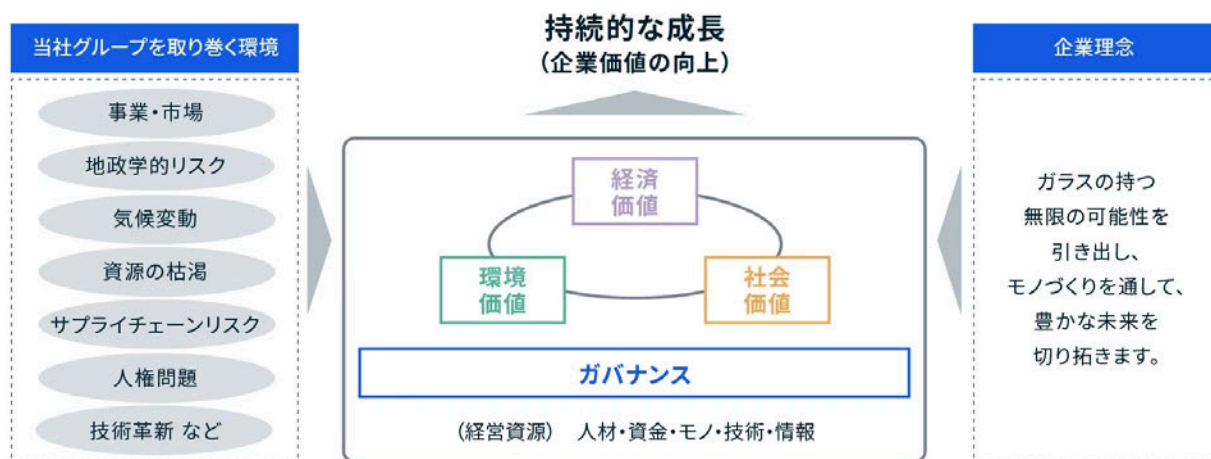 持続的な成長
(企業価値の向上)
当社グループを取り巻く環境
事業・市場
地政学的リスク
気候変動
資源の枯渇
サプライチェーンリスク
人権問題
技術革新 など
経済
価値
環境
価値
社会
価値
ガバナンス
(経営資源) 人材・資金・モノ・技術・情報
企業理念
ガラスの持つ
無限の可能性を
引き出し、
モノづくりを通して、
豊かな未来を
切り拓きます。